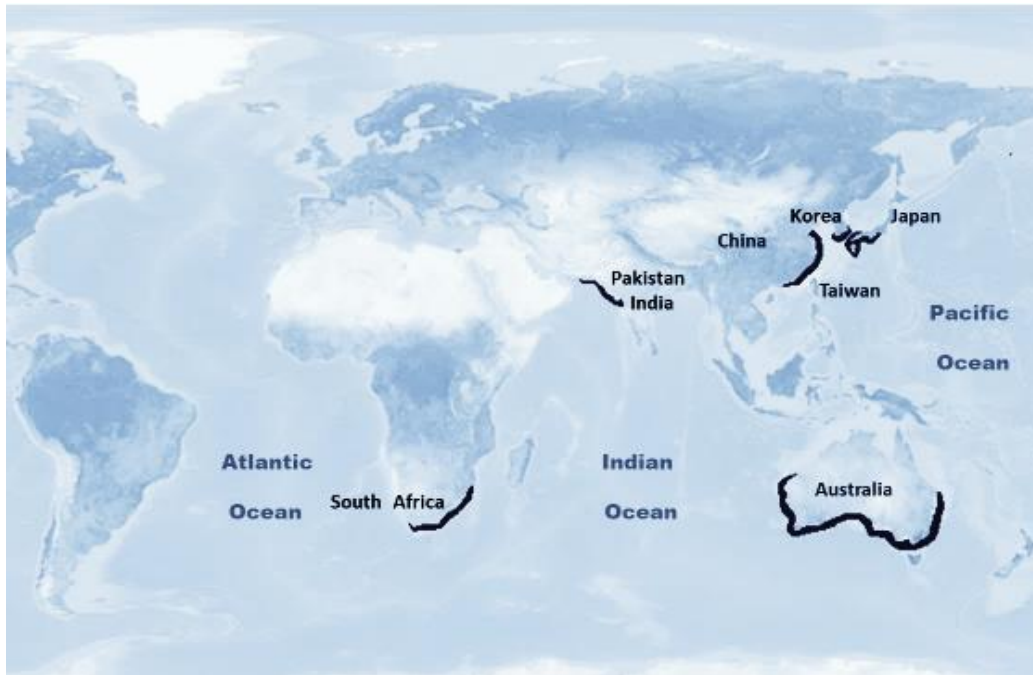 Korea
Japan
China
Pakistan
Taiwan
India
Pacific
Ocean
Atlantic
Ocean
Indian
Ocean
South Africa
Australia